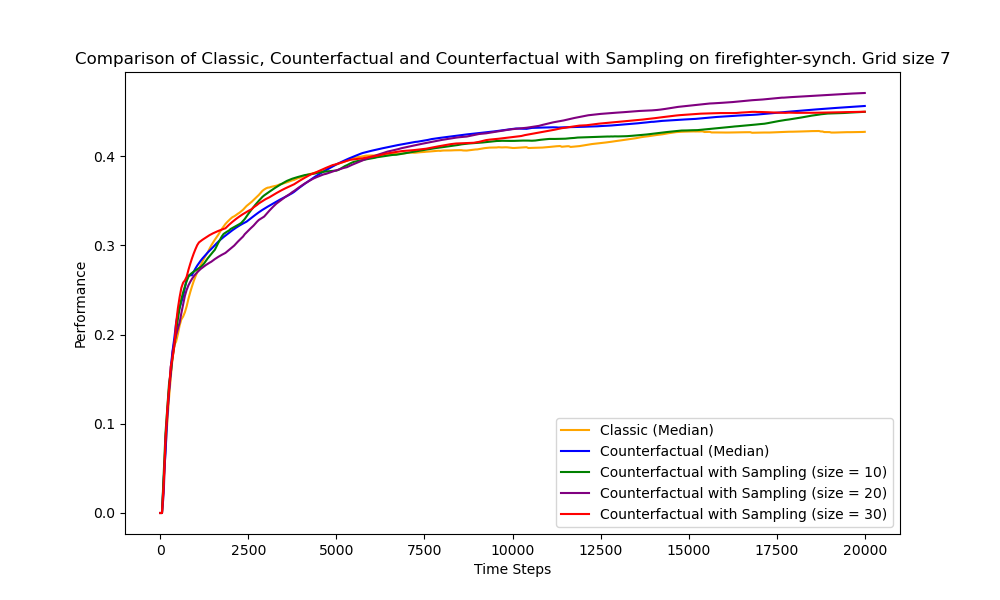 Comparison of Classic, Counterfactual and Counterfactual with Sampling on firefighter-synch. Grid size 7
Performance
0.4
0.3
0.2
0.1
0.0
Classic (Median)
Counterfactual (Median)
Counterfactual with Sampling (size = 10)
Counterfactual with Sampling (size = 20)
Counterfactual with Sampling (size = 30)
0 2500 5000 7500 10000 12500 15000 17500 20000
Time Steps